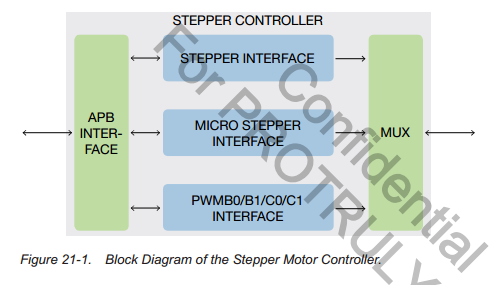 STEPPER CONTROLLER
STEPPER INTERFACE
APB
INTER-
FACE
MICRO STEPPER
INTERFACE
MUX
PWMB0/B1/C0/C1
INTERFACE
Figure 21-1. Block Diagram of the Stepper Motor Controller.
Confidential
For PROTRULY